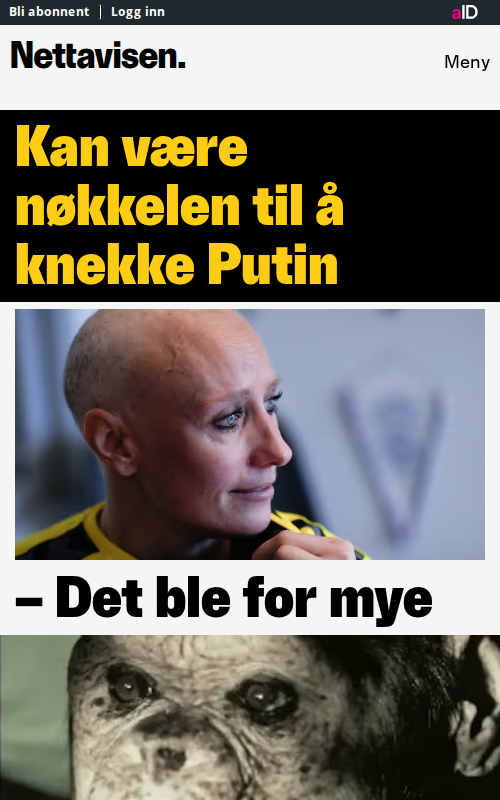 Bli abonnent | Logg inn
aID
Nettavisen.
Meny
Kan være
nøkkelen til å
knekke Putin
– Det ble for mye